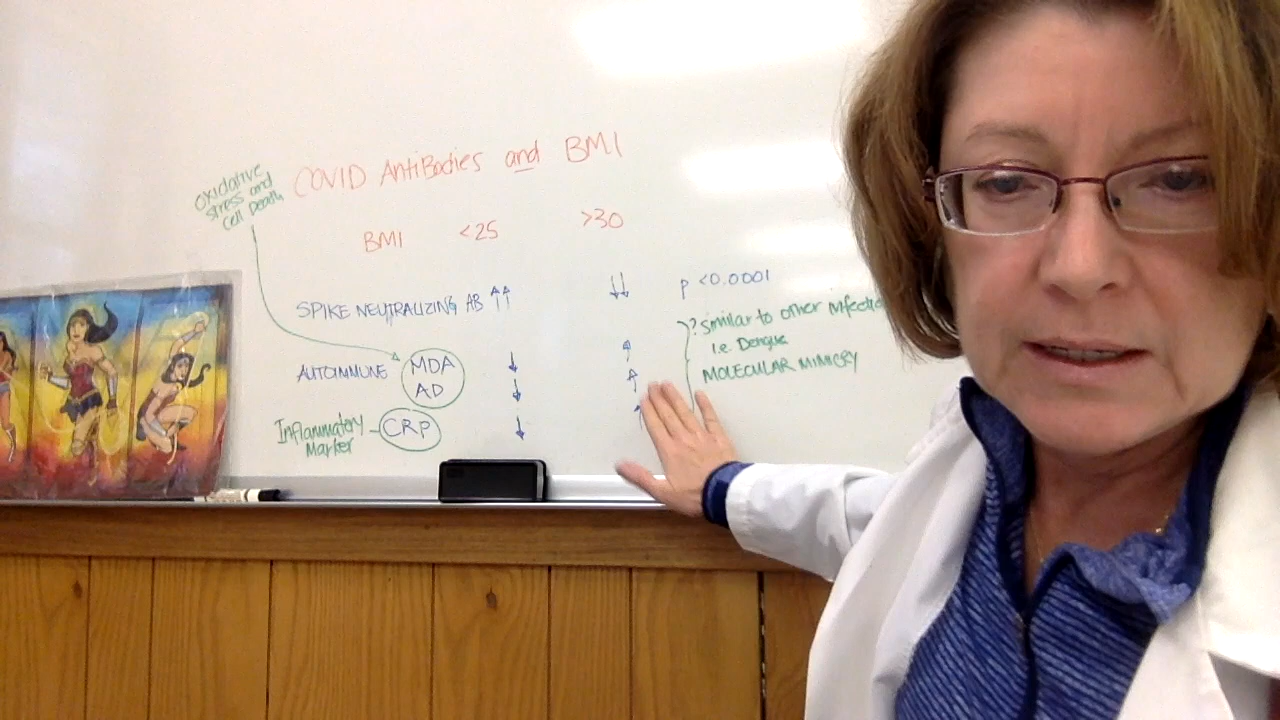 COVID AntiBodies and BMI
Oxidative
stress and
Cell Death
BMI <25 >30
SPIKE NEUTRALIZING AB ↑↑ ↓↓ p <0.0001
? Similar to other
i.e. Dengue
MOLECULAR MIMICRY
AUTOIMMUNE MDA ↓ ↑
AD ↓ ↑
Inflammatory
Marker
CRP ↓ ↑